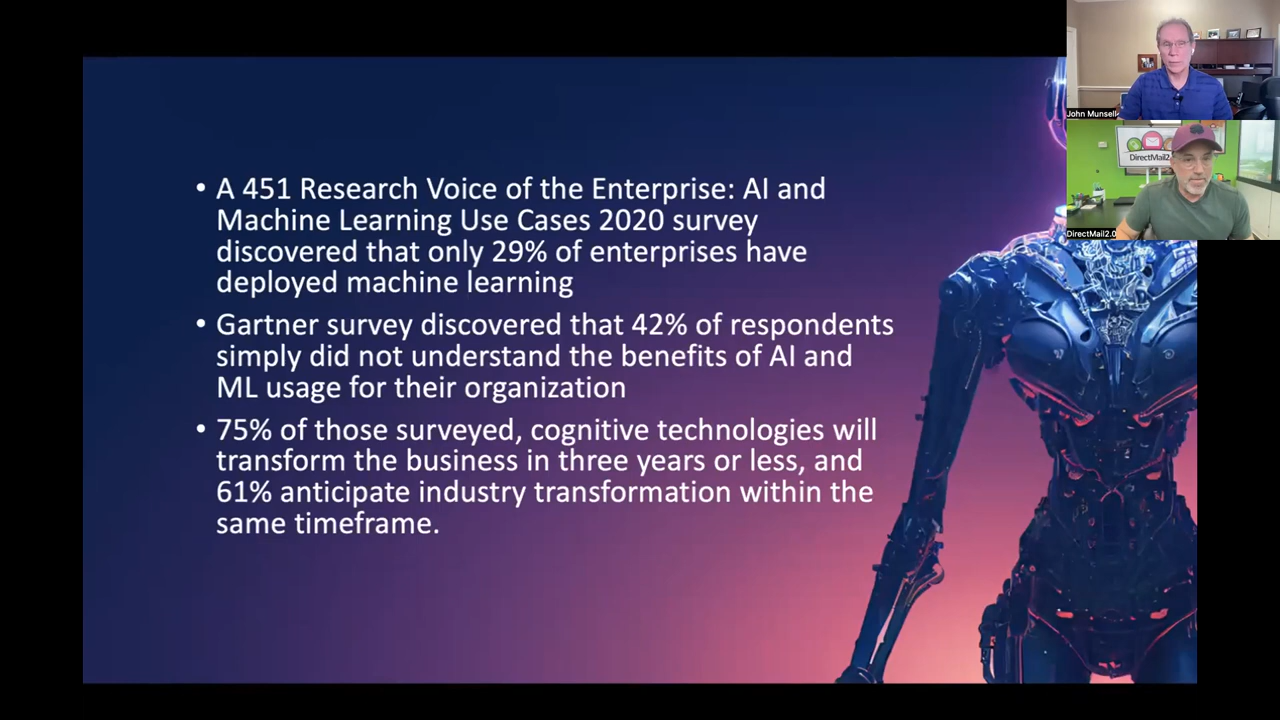 • A 451 Research Voice of the Enterprise: AI and
Machine Learning Use Cases 2020 survey
discovered that only 29% of enterprises have
deployed machine learning
• Gartner survey discovered that 42% of respondents
simply did not understand the benefits of AI and
ML usage for their organization
• 75% of those surveyed, cognitive technologies will
transform the business in three years or less, and
61% anticipate industry transformation within the
same timeframe.
John Munsell
DirectMail2.
DirectMail2.0